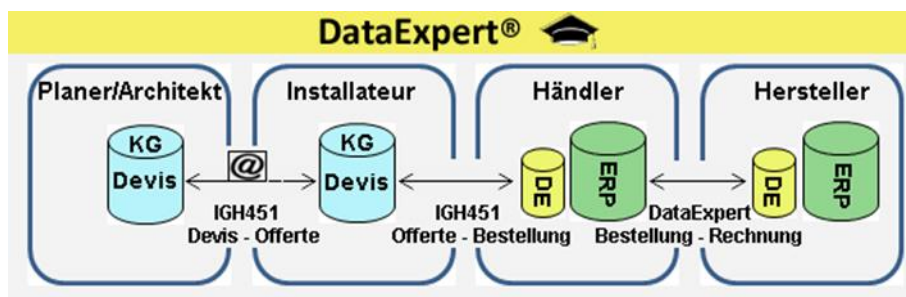 DataExpert®
Planer/Architekt
Installateur
Händler
Hersteller
KG
Devis
@
KG
Devis
DE
ERP
DE
ERP
IGH451
Devis - Offerte
IGH451
Offerte - Bestellung
DataExpert
Bestellung - Rechnung